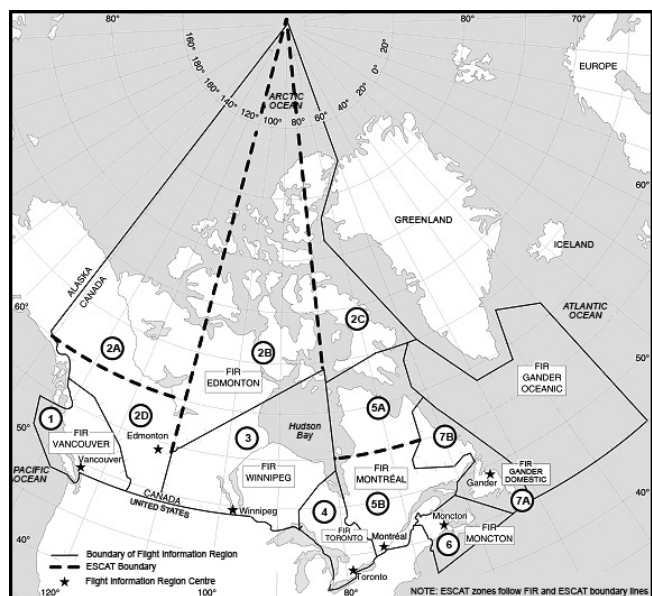 80°
80°
70°
160°
160°
140°
120°
100°
80°
60°
40°
20°
0°
20°
EUROPE
ARCTIC
OCEAN
70°
60°
GREENLAND
ICELAND
ALASKA
CANADA
60°
2C
ATLANTIC
OCEAN
50°
2A
2B
FIR
EDMONTON
FIR
GANDER
OCEANIC
50°
1
2D
Edmonton
3
Hudson
Bay
5A
7B
FIR
VANCOUVER
Vancouver
FIR
WINNIPEG
FIR
MONTRÉAL
Gander
FIR
GANDER
DOMESTIC
40°
PACIFIC
OCEAN
CANADA
UNITED STATES
Winnipeg
4
5B
7A
FIR
TORONTO
Montréal
Moncton
FIR
MONCTON
6
40°
Boundary of Flight Information Region
ESCAT Boundary
Flight Information Region Centre
Toronto
120°
100°
80°
60°
NOTE: ESCAT zones follow FIR and ESCAT boundary lines